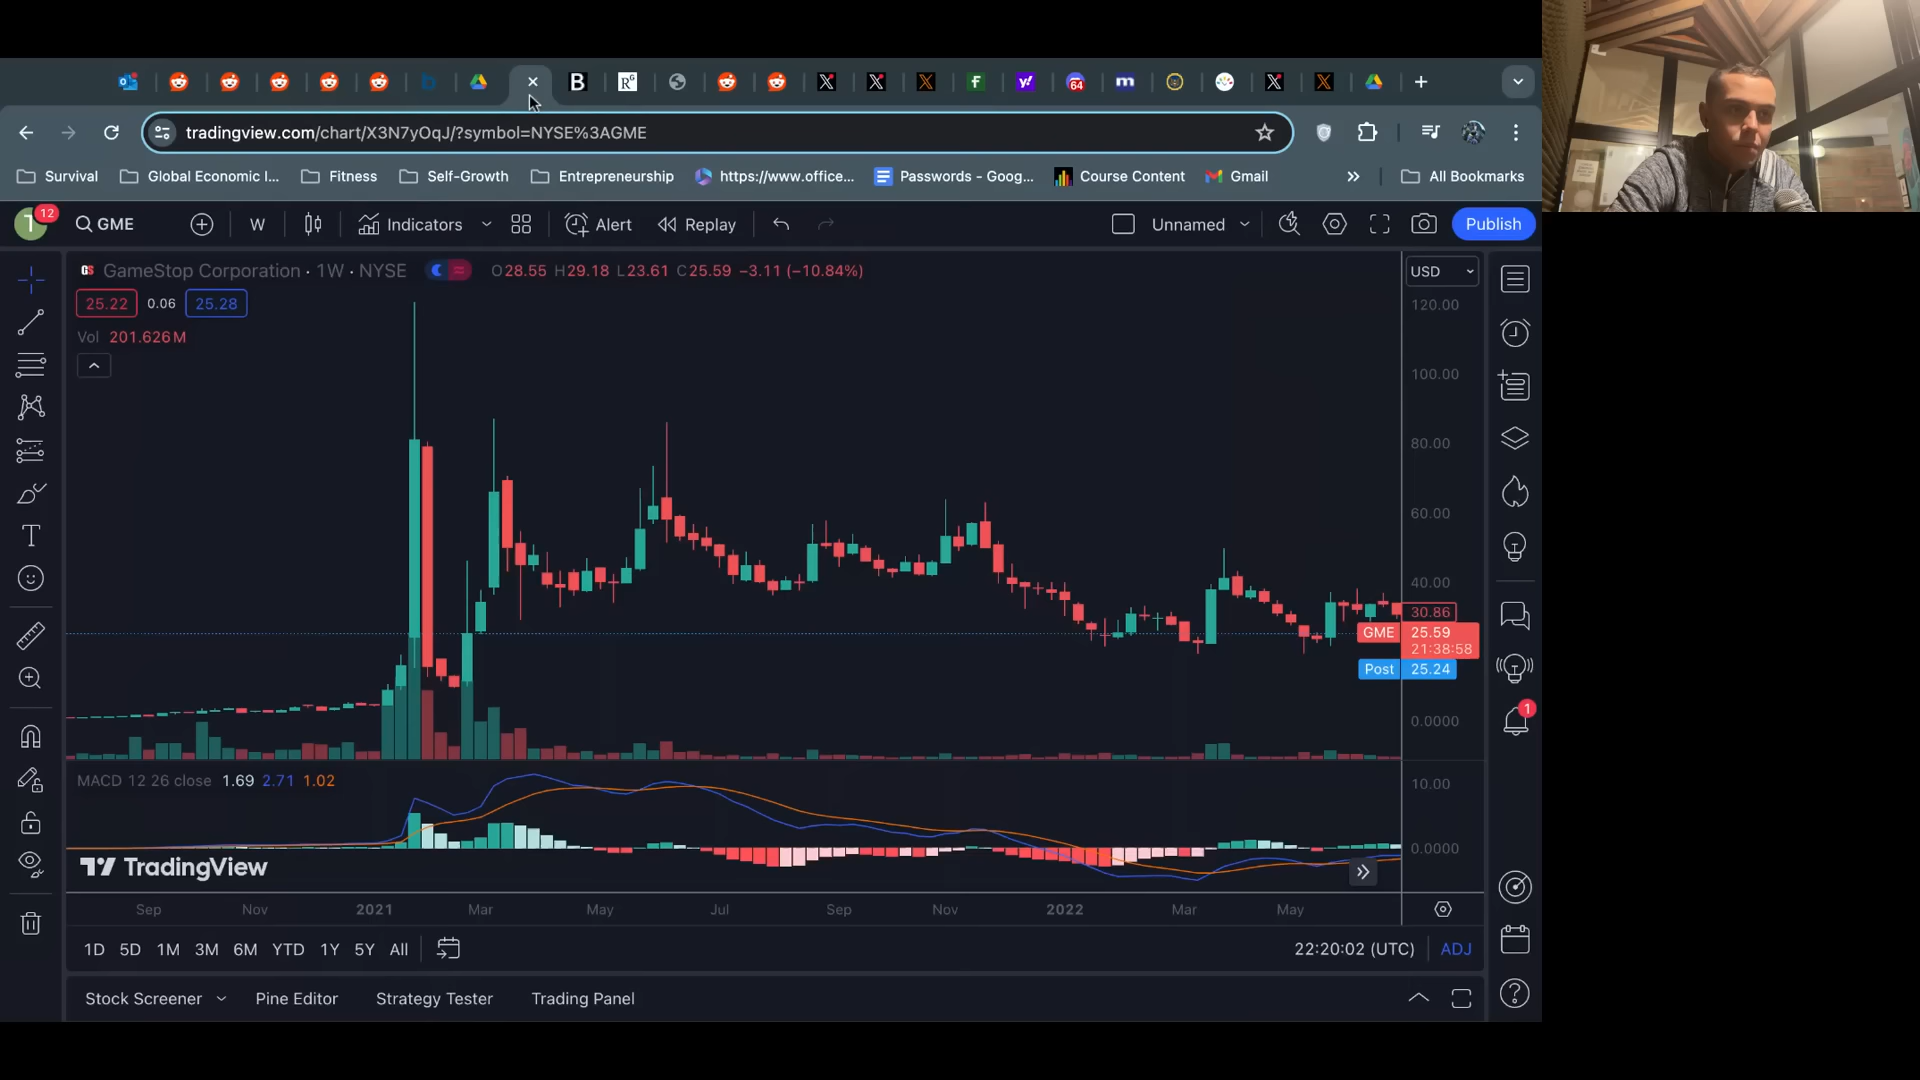 64
tradingview.com/chart/X3N7yOqJ/?symbol=NYSE%3AGME
Survival
Global Economic I...
Fitness
Self-Growth
Entrepreneurship
https://www.office...
Passwords - Goog...
Course Content
Gmail
All Bookmarks
T
12
GME
W
Indicators
Alert
Replay
Unnamed
Publish
GameStop Corporation · 1W · NYSE
O28.55 H29.18 L23.61 C25.59 −3.11 (−10.84%)
USD
25.22
0.06
25.28
Vol 201.626M
120.00
100.00
80.00
60.00
40.00
30.86
GME 25.59
21:38:58
Post 25.24
0.0000
1
MACD 12 26 close 1.69 2.71 1.02
10.00
0.0000
TradingView
Sep Nov 2021 Mar May Jul Sep Nov 2022 Mar May
1D 5D 1M 3M 6M YTD 1Y 5Y All
22:20:02 (UTC)
ADJ
Stock Screener
Pine Editor
Strategy Tester
Trading Panel